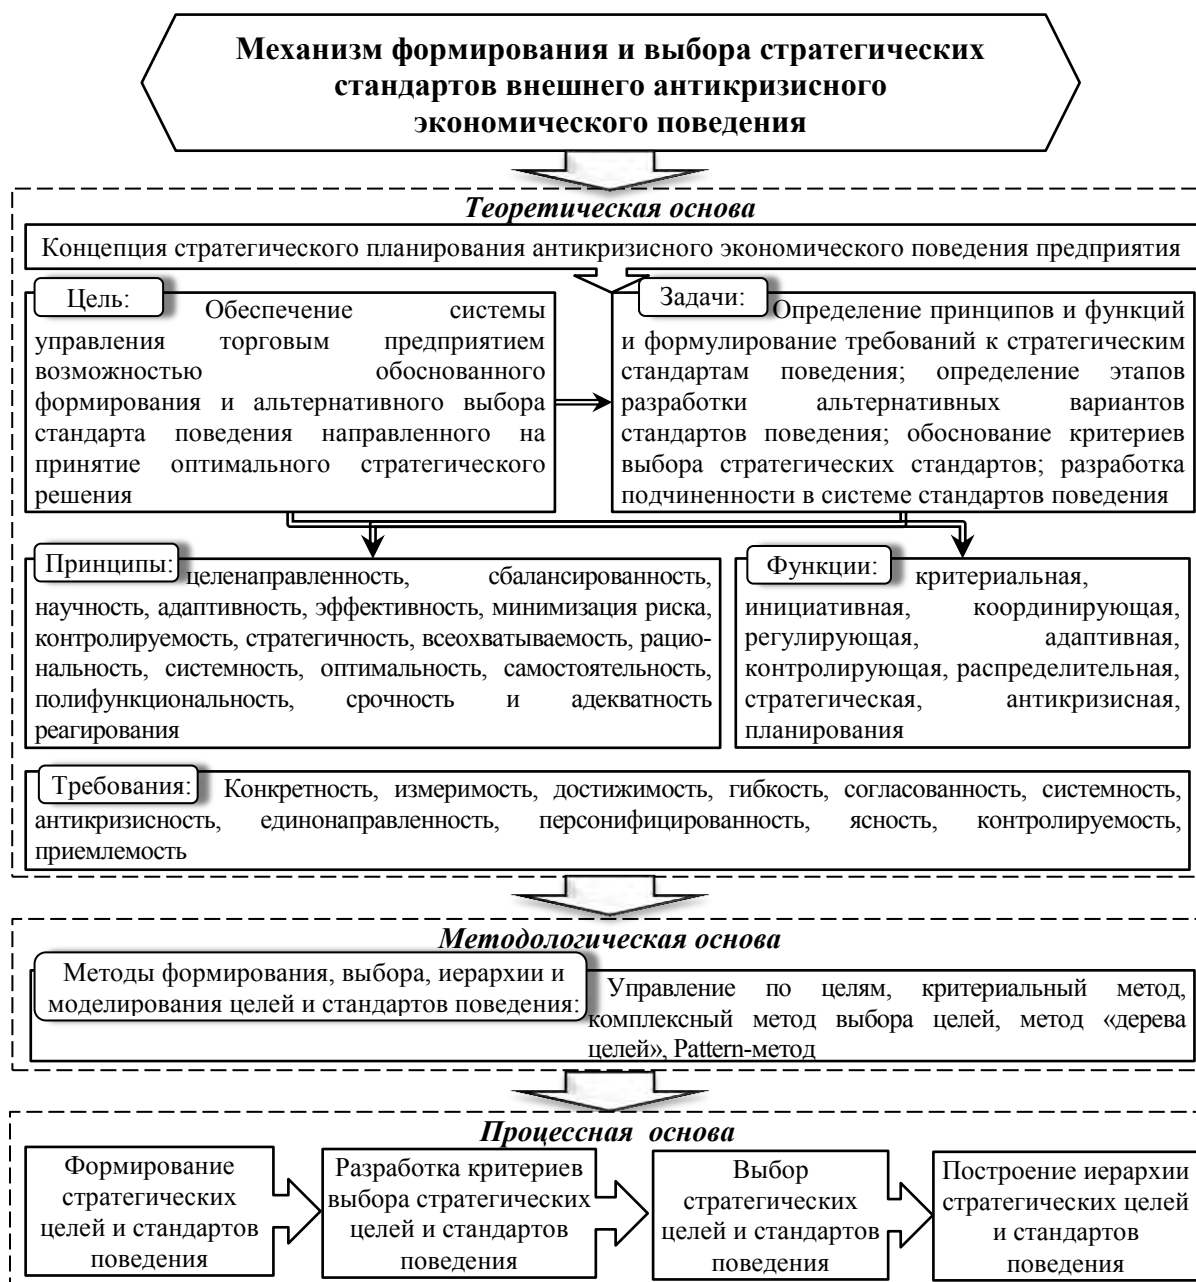 Механизм формирования и выбора стратегических
стандартов внешнего антикризисного
экономического поведения
Теоретическая основа
Концепция стратегического планирования антикризисного экономического поведения предприятия
Цель: Обеспечение системы
управления торговым предприятием
возможностью обоснованного
формирования и альтернативного выбора
стандарта поведения направленного на
принятие оптимального стратегического
решения
Задачи: Определение принципов и функций
и формулирование требований к стратегическим
стандартам поведения; определение этапов
разработки альтернативных вариантов
стандартов поведения; обоснование критериев
выбора стратегических стандартов; разработка
подчиненности в системе стандартов поведения
Принципы: целенаправленность, сбалансированность,
научность, адаптивность, эффективность, минимизация риска,
контролируемость, стратегичность, всеохватываемость, рацио-
нальность, системность, оптимальность, самостоятельность,
полифункциональность, срочность и адекватность
реагирования
Функции: критериальная,
инициативная, координирующая,
регулирующая, адаптивная,
контролирующая, распределительная,
стратегическая, антикризисная,
планирования
Требования: Конкретность, измеримость, достижимость, гибкость, согласованность, системность,
антикризисность, единонаправленность, персонифицированность, ясность, контролируемость,
приемлемость
Методологическая основа
Методы формирования, выбора, иерархии и
моделирования целей и стандартов поведения:
Управление по целям, критериальный метод,
комплексный метод выбора целей, метод «дерева
целей», Pattern-метод
Процессная основа
Формирование
стратегических
целей и стандартов
поведения
Разработка критериев
выбора стратегических
целей и стандартов
поведения
Выбор
стратегических
целей и стандартов
поведения
Построение иерархии
стратегических целей
и стандартов
поведения